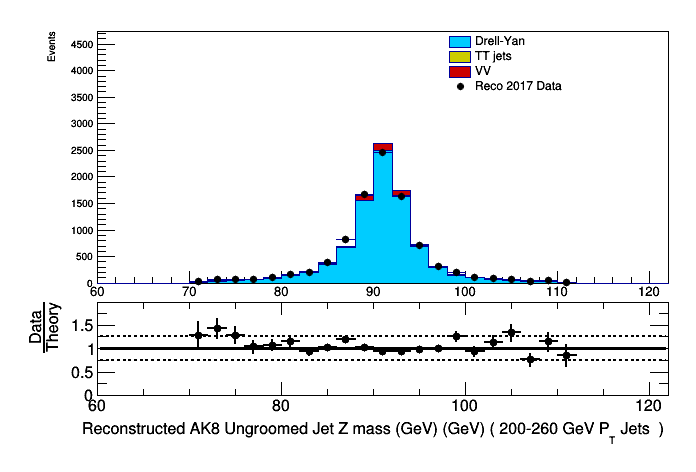 Events
4500
4000
3500
3000
2500
2000
1500
1000
500
0
Drell-Yan
TT jets
VV
Reco 2017 Data
60 70 80 90 100 110 120
Data
Theory
1.5
1
0.5
0
60 80 100 120
Reconstructed AK8 Ungroomed Jet Z mass (GeV) (GeV) ( 200-260 GeV P_T Jets )